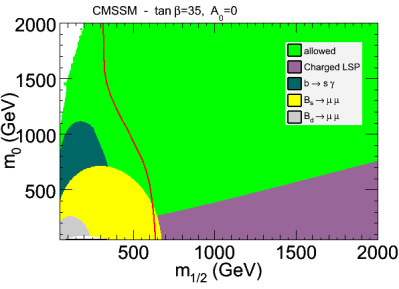 CMSSM - tan β=35, A₀=0
2000
1500
1000
500
m₀ (GeV)
allowed
Charged LSP
b → s γ
Bₛ → μ μ
B_d → μ μ
500
1000
1500
2000
m₁/₂ (GeV)